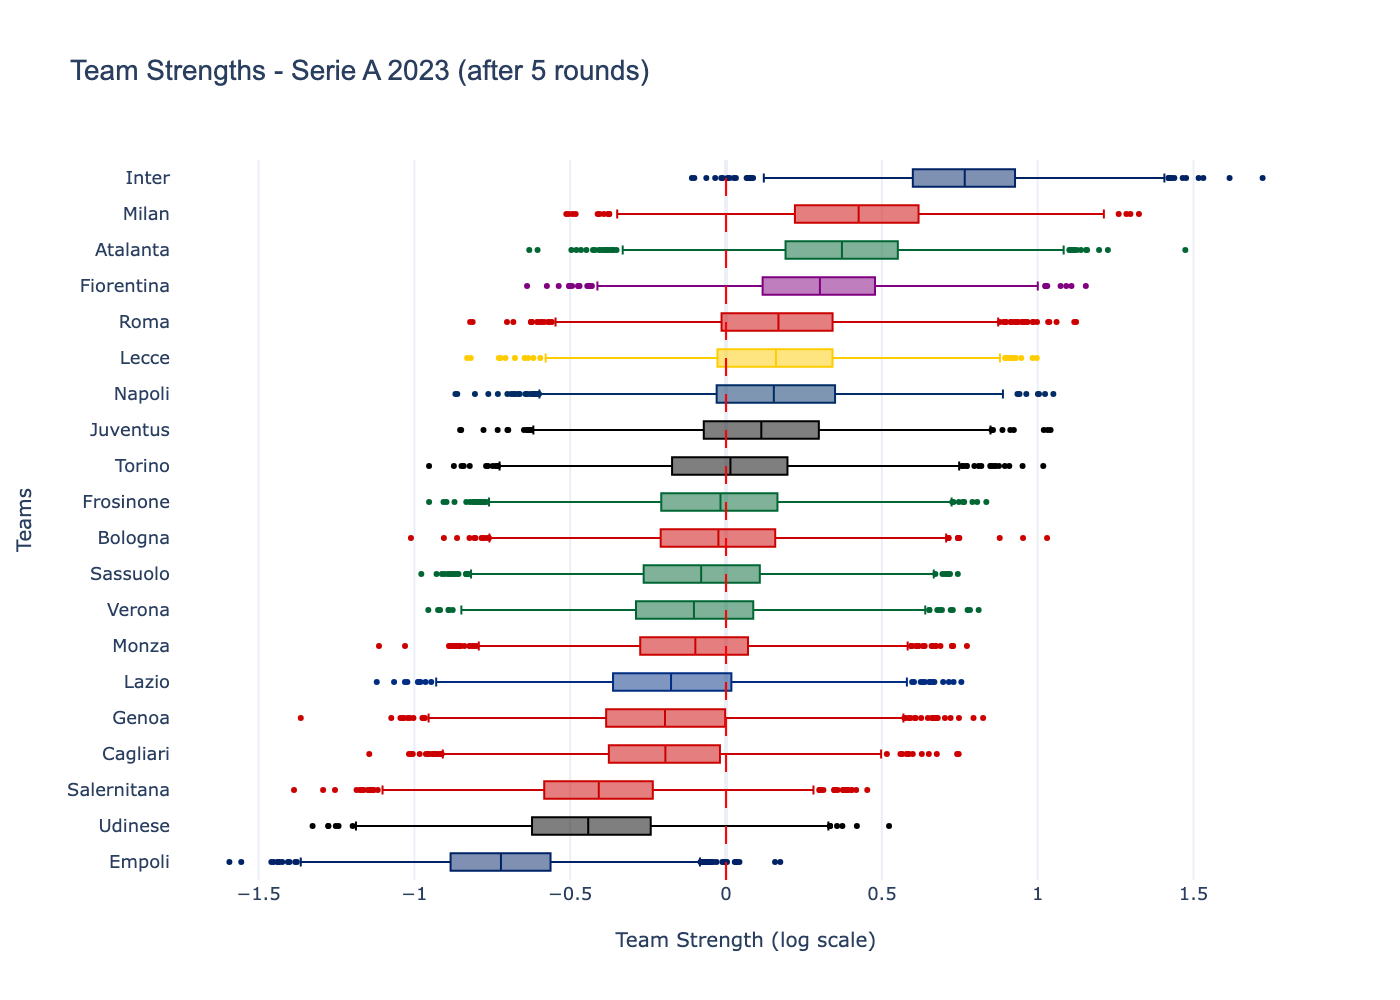 Team Strengths - Serie A 2023 (after 5 rounds)
Teams
Inter
Milan
Atalanta
Fiorentina
Roma
Lecce
Napoli
Juventus
Torino
Frosinone
Bologna
Sassuolo
Verona
Monza
Lazio
Genoa
Cagliari
Salernitana
Udinese
Empoli
−1.5 −1 −0.5 0 0.5 1 1.5
Team Strength (log scale)